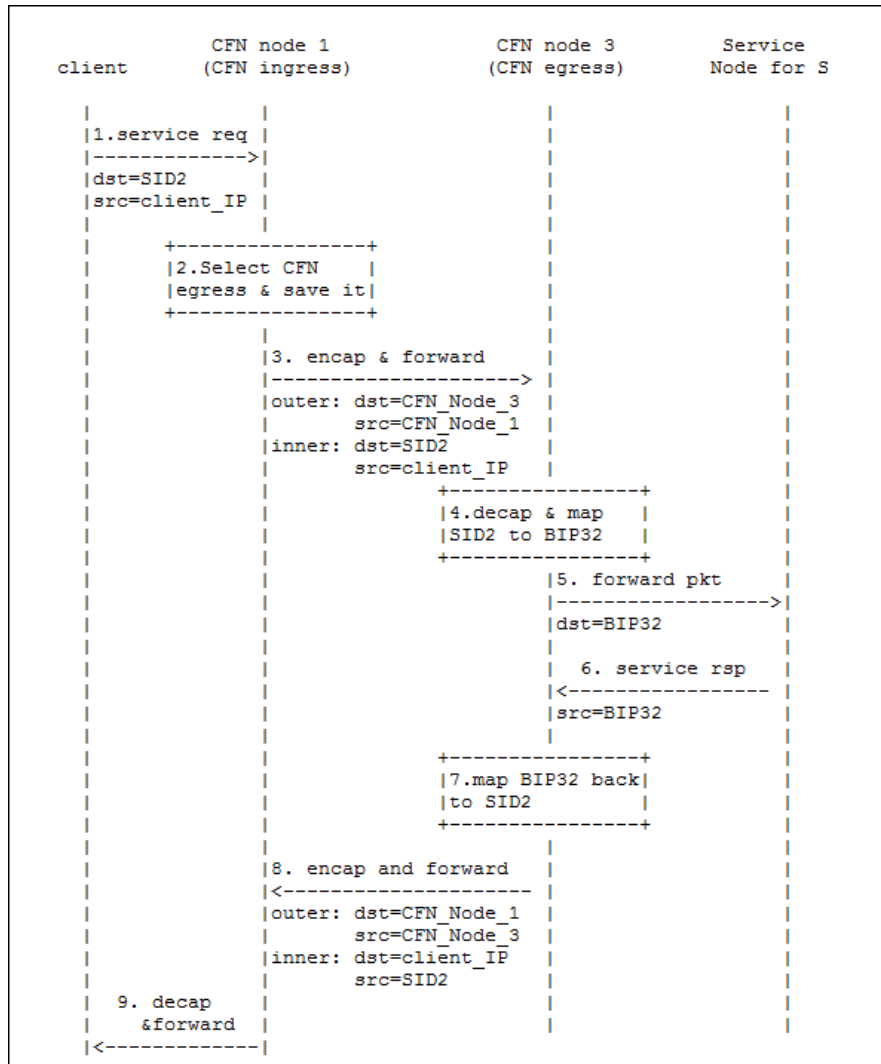 CFN node 1 CFN node 3 Service
client (CFN ingress) (CFN egress) Node for S
1.service req
dst=SID2
src=client_IP
2.Select CFN
egress & save it
3. encap & forward
outer: dst=CFN_Node_3
src=CFN_Node_1
inner: dst=SID2
src=client_IP
4.decap & map
SID2 to BIP32
5. forward pkt
dst=BIP32
6. service rsp
src=BIP32
7.map BIP32 back
to SID2
8. encap and forward
outer: dst=CFN_Node_1
src=CFN_Node_3
inner: dst=client_IP
src=SID2
9. decap
&forward